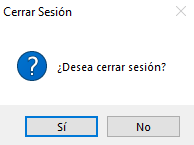 Cerrar Sesión
¿Desea cerrar sesión?
Sí
No